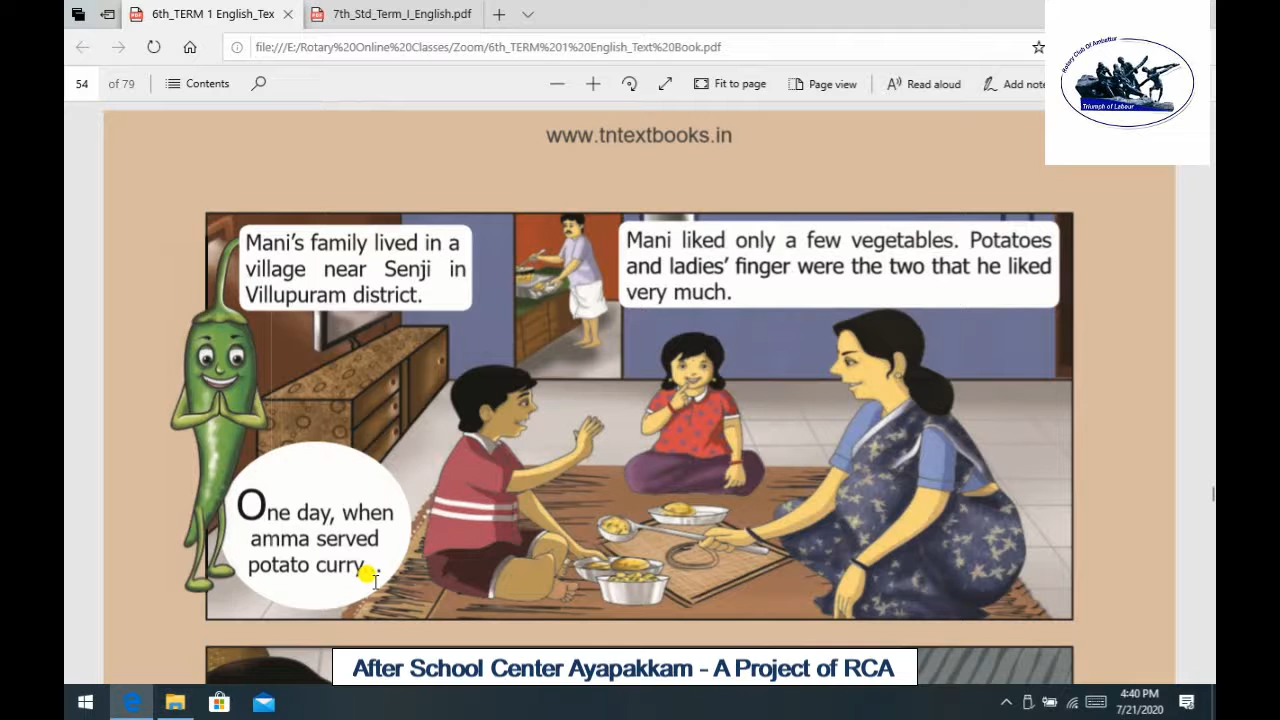 6th_TERM 1 English_Tex
7th_Std_Term_I_English.pdf
file:///E:/Rotary%20Online%20Classes/Zoom/6th_TERM%201%20English_Text%20Book.pdf
54 of 79
Contents
Fit to page
Page view
Read aloud
Add note
Rotary Club Of Ambattur
Triumph of Labour
www.tntextbooks.in
Mani's family lived in a
village near Senji in
Villupuram district.
Mani liked only a few vegetables. Potatoes
and ladies' finger were the two that he liked
very much.
One day, when
amma served
potato curry...
After School Center Ayapakkam - A Project of RCA
4:40 PM
7/21/2020